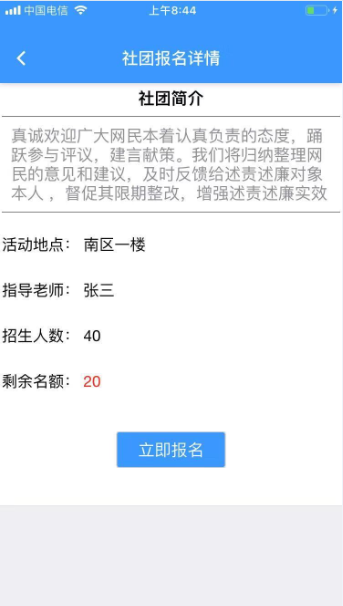 中国电信 上午8:44
社团报名详情
社团简介
真诚欢迎广大网民本着认真负责的态度，踊
跃参与评议，建言献策。我们将归纳整理网
民的意见和建议，及时反馈给述责述廉对象
本人 ，督促其限期整改，增强述责述廉实效
活动地点： 南区一楼
指导老师： 张三
招生人数： 40
剩余名额： 20
立即报名